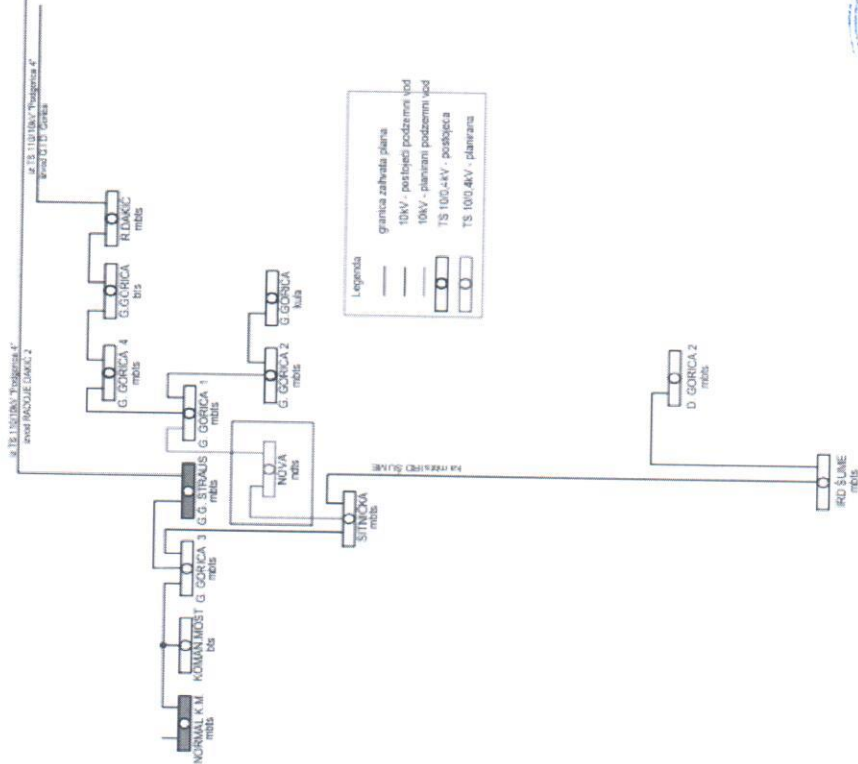 iz TS 110/10kV "Podgorica 4"
izvod G I D. Gorica
iz TS 110/10kV "Podgorica 4"
izvod RADOJE DAKIĆ 2
R.DAKIĆ
mbts
G.GORICA
bts
G. GORICA 4
mbts
G. GORICA 1
mbts
G. GORICA 2
mbts
G.GORICA
kula
G.G. STRAUS
mbts
NOVA
ndts
G. GORICA 3
mbts
SITNIČKA
mbts
KOMAN.MOST
bts
NORMAL K.M.
mbts
na mbts IRD ŠUME
IRD ŠUME
mbts
D. GORICA 2
mbts
Legenda
granica zahvata plana
10kV - postojeći podzemni vod
10kV - planirani podzemni vod
TS 10/0,4kV - postojeća
TS 10/0,4kV - planirana